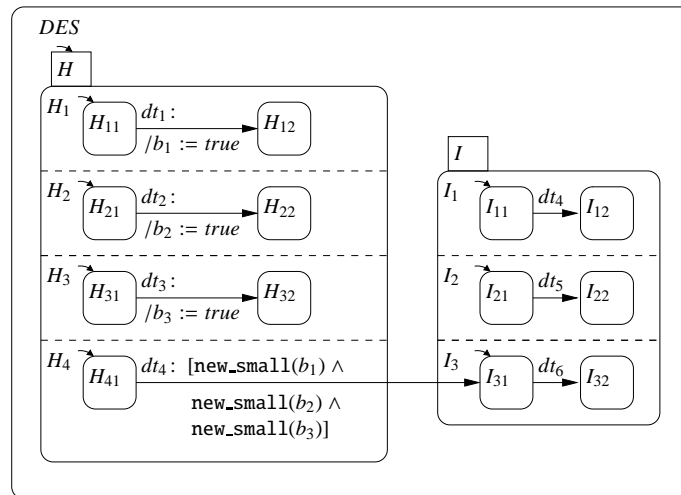 DES
H
H₁ H₁₁ dt₁ : H₁₂
/b₁ := true
I
H₂ H₂₁ dt₂ : H₂₂
/b₂ := true
I₁ I₁₁ dt₄ I₁₂
H₃ H₃₁ dt₃ : H₃₂
/b₃ := true
I₂ I₂₁ dt₅ I₂₂
H₄ H₄₁ dt₄ : [new_small(b₁) ∧
new_small(b₂) ∧
new_small(b₃)]
I₃ I₃₁ dt₆ I₃₂